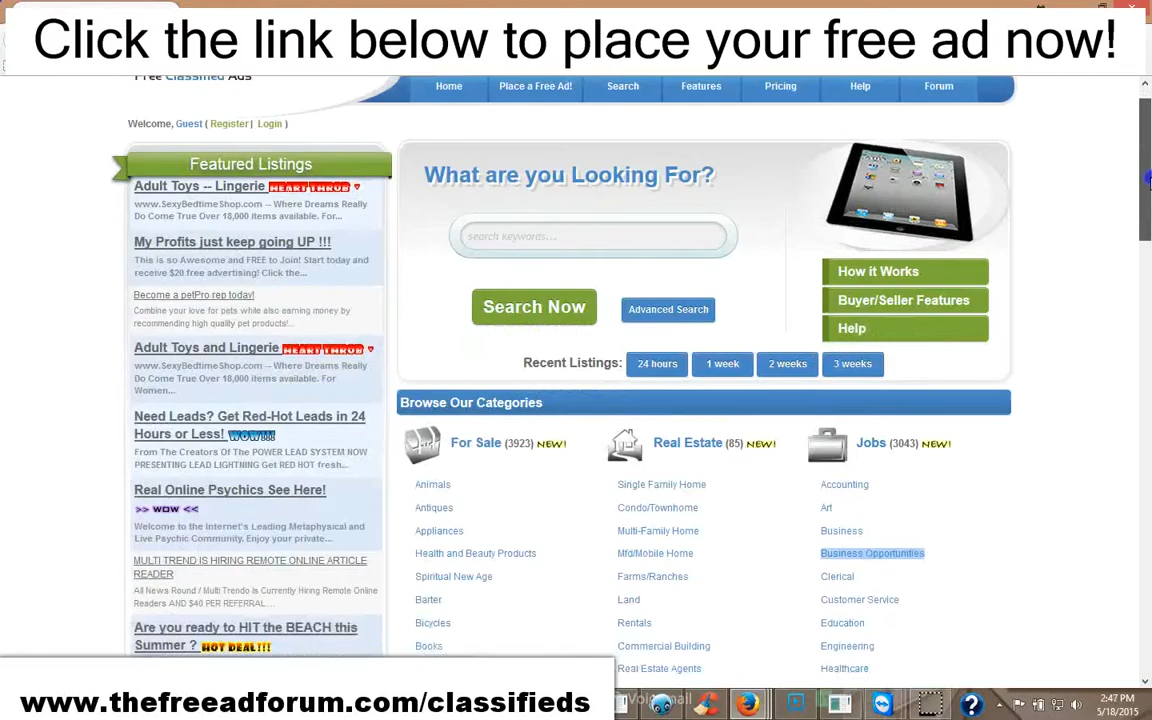 Click the link below to place your free ad now!
Free Classified Ads
Home
Place a Free Ad!
Search
Features
Pricing
Help
Forum
Welcome, Guest ( Register | Login )
Featured Listings
Adult Toys -- Lingerie HEART THROB
www.SexyBedtimeShop.com -- Where Dreams Really
Do Come True Over 18,000 items available. For...
My Profits just keep going UP !!!
This is so Awesome and FREE to Join! Start today and
receive $20 free advertising! Click the...
Become a petPro rep today!
Combine your love for pets while also earning money by
recommending high quality pet products!...
Adult Toys and Lingerie HEART THROB
www.SexyBedtimeShop.com -- Where Dreams Really
Do Come True Over 18,000 items available. For
Women...
Need Leads? Get Red-Hot Leads in 24
Hours or Less! WOW!!!
From The Creators Of The POWER LEAD SYSTEM NOW
PRESENTING LEAD LIGHTNING Get RED HOT fresh...
Real Online Psychics See Here!
>> WOW <<
Welcome to the Internet's Leading Metaphysical and
Live Psychic Community. Enjoy your private...
MULTI TREND IS HIRING REMOTE ONLINE ARTICLE
READER
All News Round / Multi Trendo Is Currently Hiring Remote Online
Readers AND $40 PER REFERRAL...
Are you ready to HIT the BEACH this
Summer ? HOT DEAL!!!
What are you Looking For?
search keywords...
Search Now
Advanced Search
How it Works
Buyer/Seller Features
Help
Recent Listings:
24 hours
1 week
2 weeks
3 weeks
Browse Our Categories
For Sale (3923) NEW!
Animals
Antiques
Appliances
Health and Beauty Products
Spiritual New Age
Barter
Bicycles
Books
Real Estate (85) NEW!
Single Family Home
Condo/Townhome
Multi-Family Home
Mfd/Mobile Home
Farms/Ranches
Land
Rentals
Commercial Building
Real Estate Agents
Jobs (3043) NEW!
Accounting
Art
Business
Business Opportunities
Clerical
Customer Service
Education
Engineering
Healthcare
www.thefreeadforum.com/classifieds
2:47 PM
5/18/2015